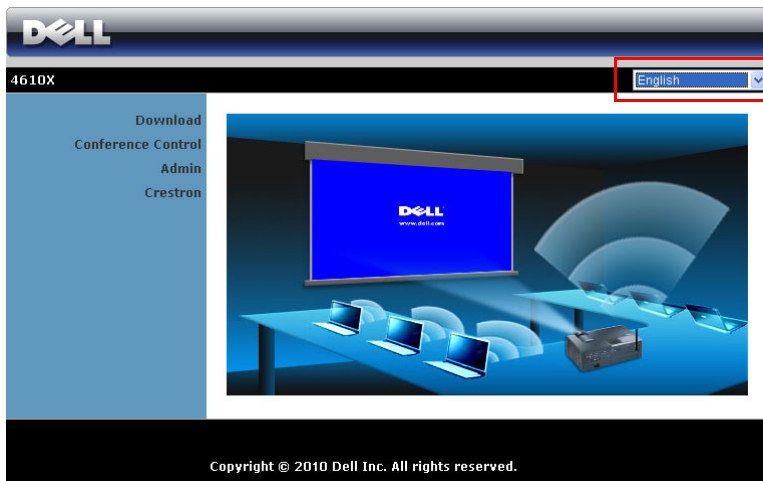 DELL
4610X
English
Download
Conference Control
Admin
Crestron
DELL
www.dell.com
Copyright © 2010 Dell Inc. All rights reserved.